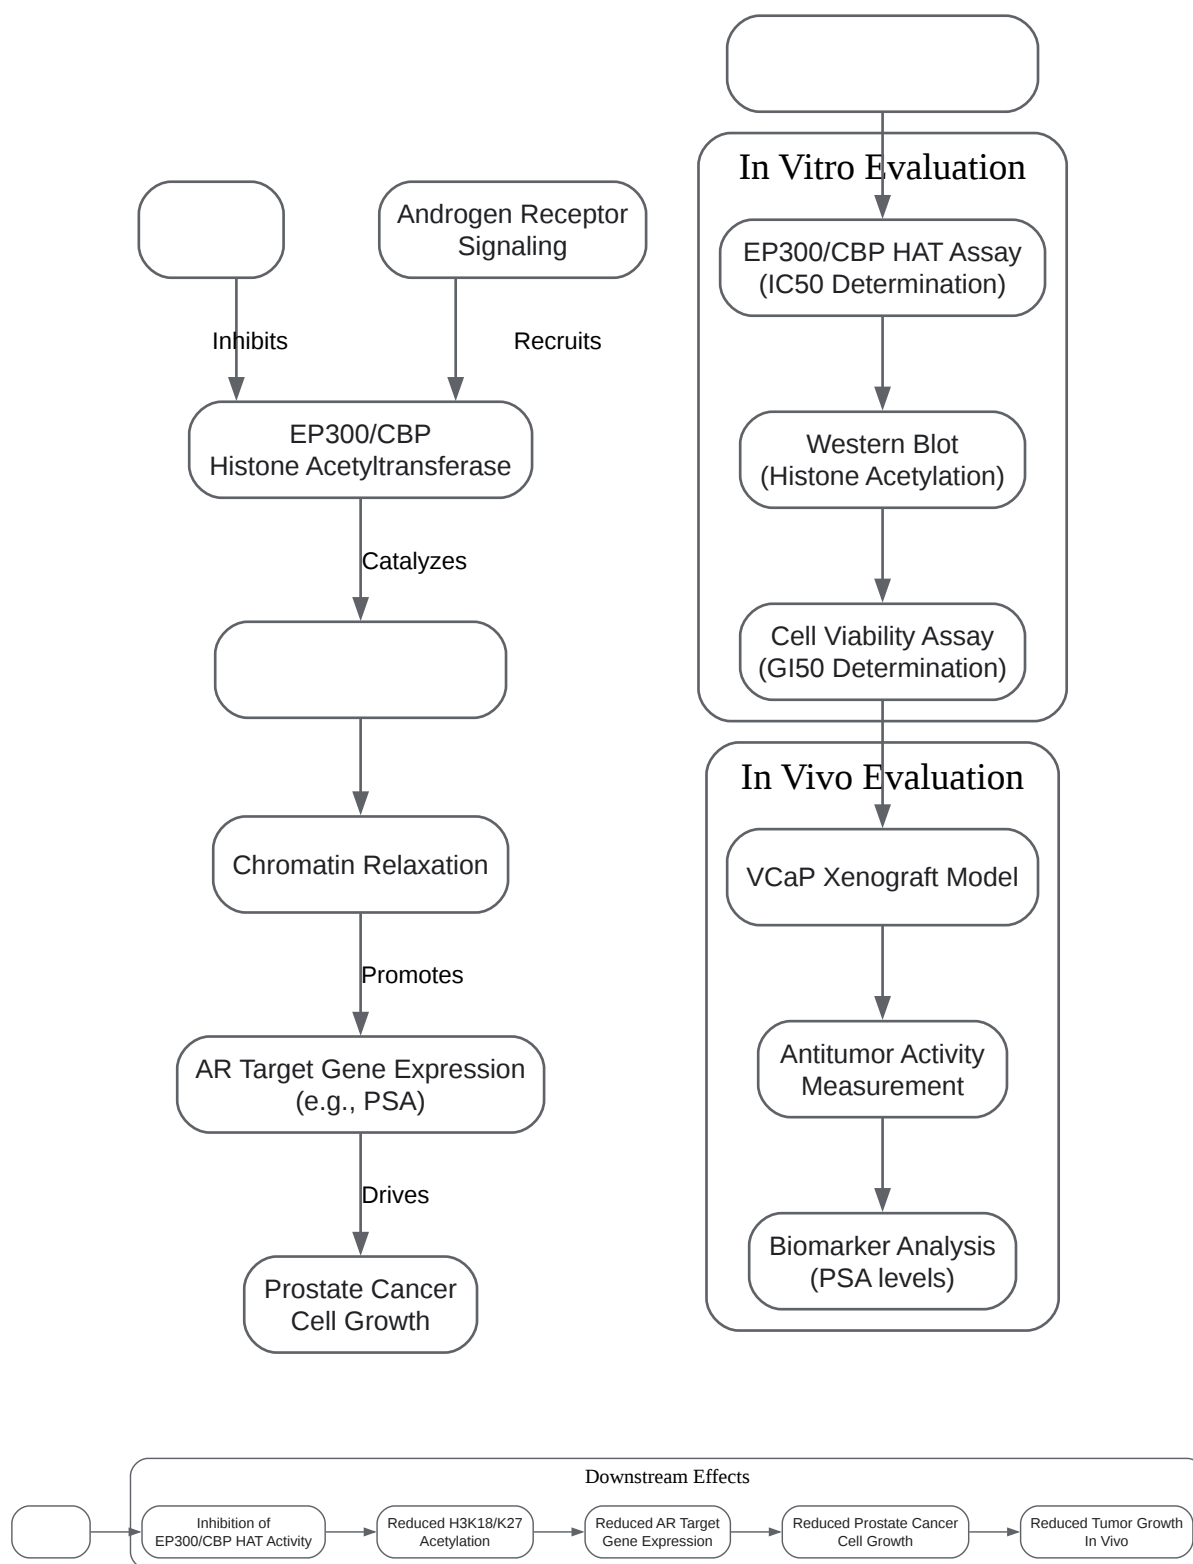 Androgen Receptor
Signaling
Inhibits
Recruits
EP300/CBP
Histone Acetyltransferase
Catalyzes
Chromatin Relaxation
Promotes
AR Target Gene Expression
(e.g., PSA)
Drives
Prostate Cancer
Cell Growth
In Vitro Evaluation
EP300/CBP HAT Assay
(IC50 Determination)
Western Blot
(Histone Acetylation)
Cell Viability Assay
(GI50 Determination)
In Vivo Evaluation
VCaP Xenograft Model
Antitumor Activity
Measurement
Biomarker Analysis
(PSA levels)
Downstream Effects
Inhibition of
EP300/CBP HAT Activity
Reduced H3K18/K27
Acetylation
Reduced AR Target
Gene Expression
Reduced Prostate Cancer
Cell Growth
Reduced Tumor Growth
In Vivo